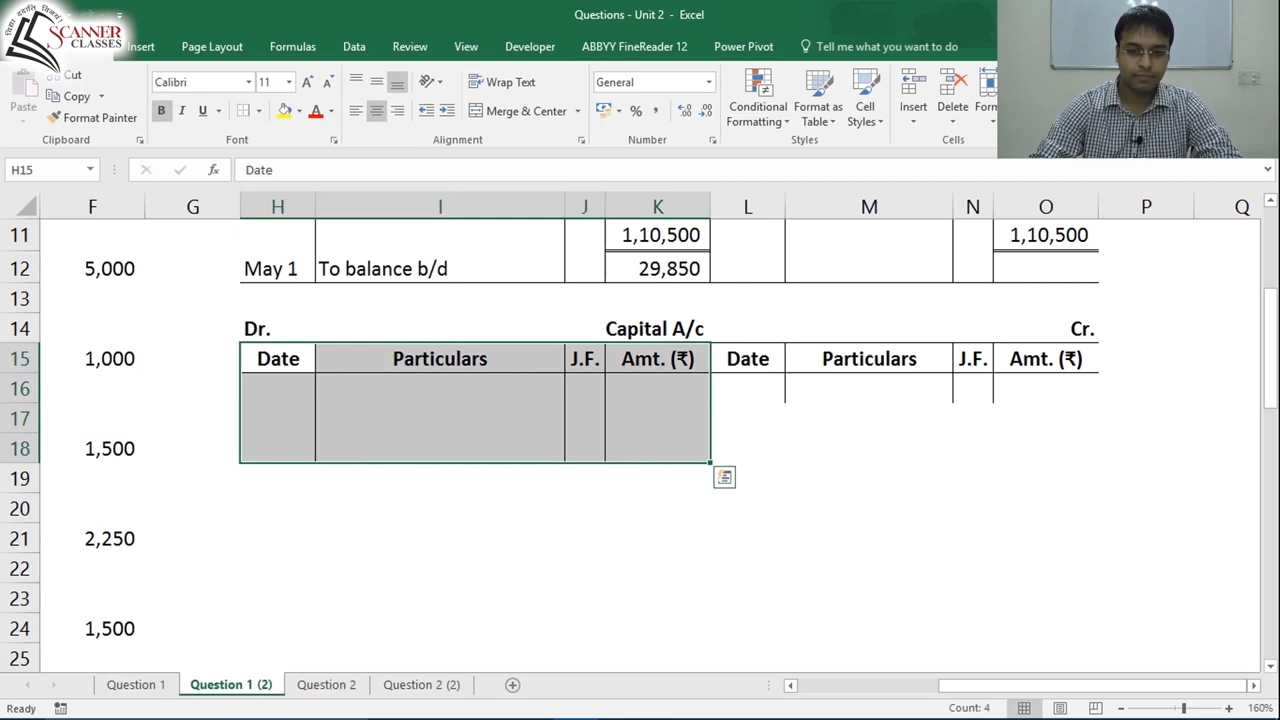 विद्या ददाति विनयं
SCANNER
CLASSES
Questions - Unit 2 - Excel
Insert Page Layout Formulas Data Review View Developer ABBYY FineReader 12 Power Pivot Tell me what you want to do
Paste Cut
Copy
Format Painter
Clipboard
Calibri 11
B I U
Font
Wrap Text
Merge & Center
Alignment
General
%
Number
Conditional Formatting
Format as Table
Cell Styles
Styles
Insert Delete Form
Cells
H15 fx Date
F G H I J K L M N O P Q
11 1,10,500 1,10,500
12 5,000 May 1 To balance b/d 29,850
13
14 Dr. Capital A/c Cr.
15 1,000 Date Particulars J.F. Amt. (₹) Date Particulars J.F. Amt. (₹)
16
17
18 1,500
19
20
21 2,250
22
23
24 1,500
25
Question 1 Question 1 (2) Question 2 Question 2 (2)
Ready Count: 4 160%